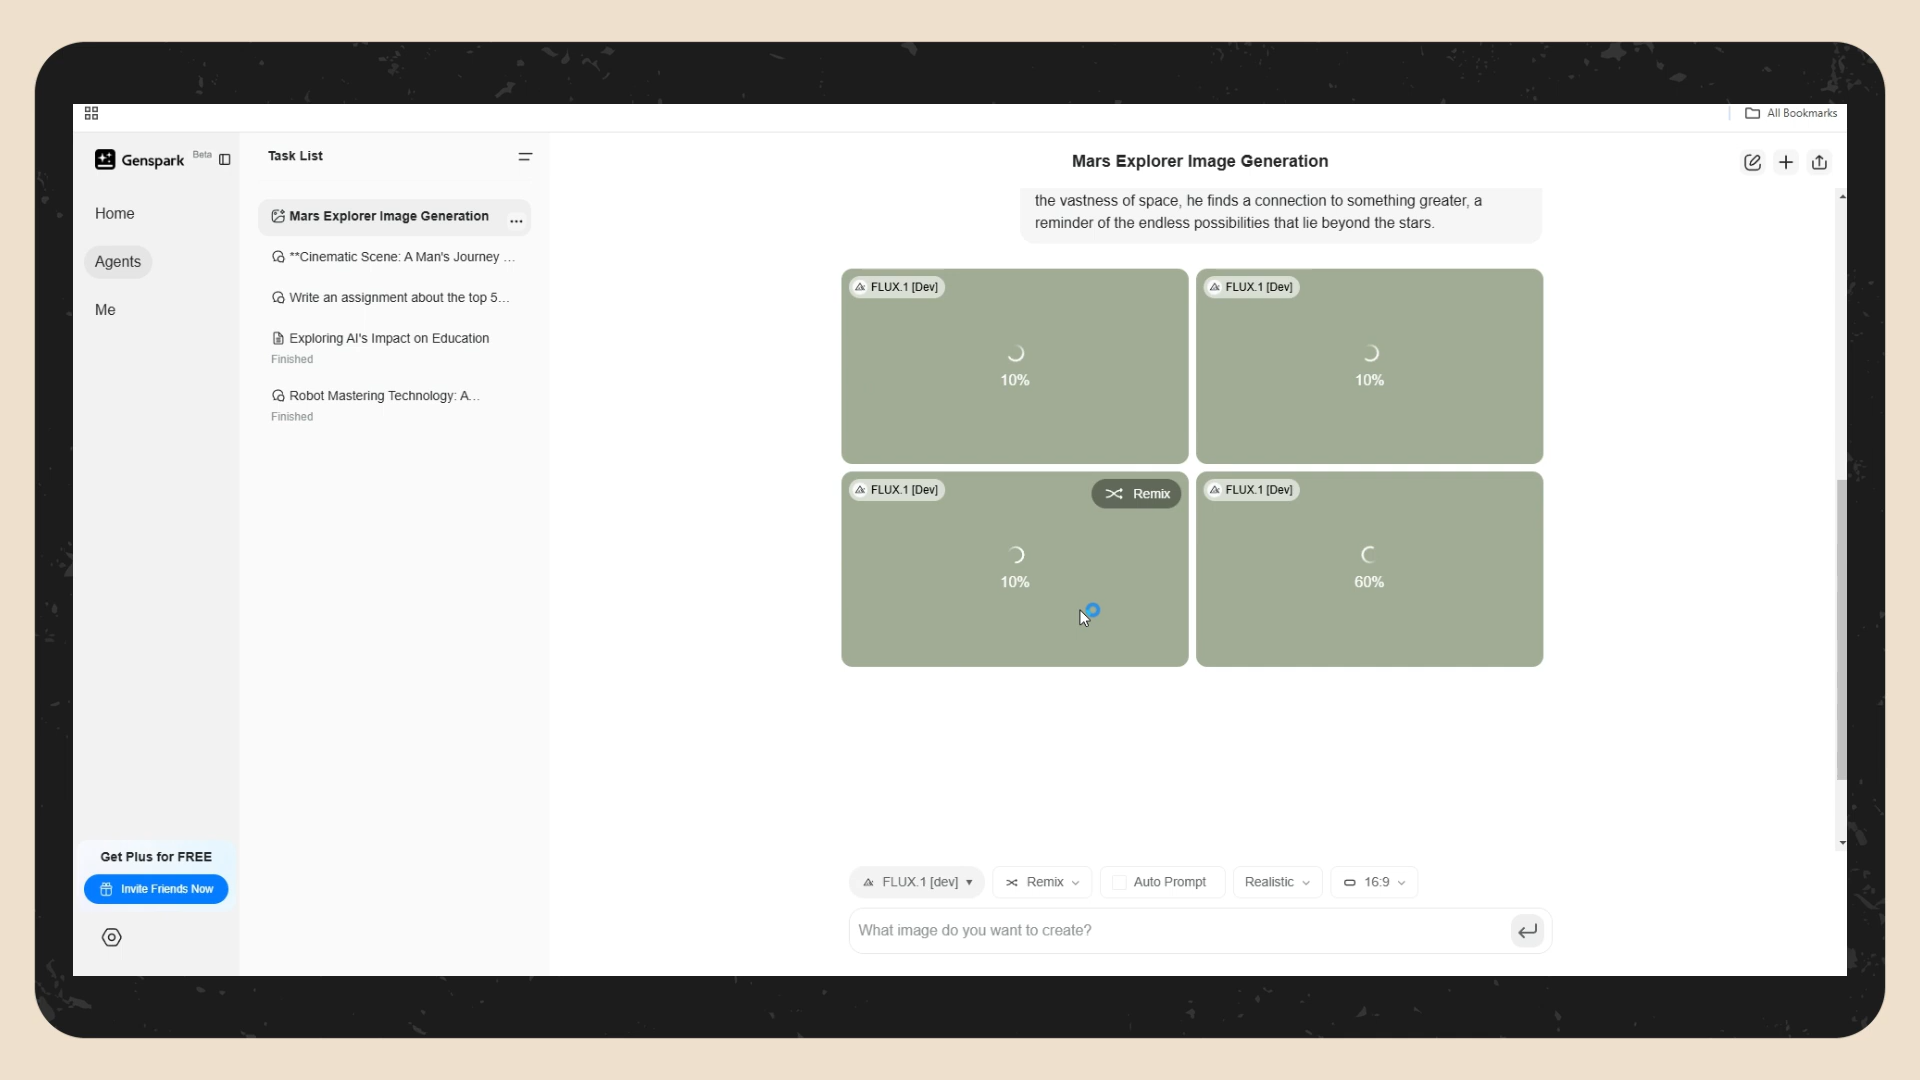 All Bookmarks
Genspark Beta
Home
Agents
Me
Get Plus for FREE
Invite Friends Now
Task List
Mars Explorer Image Generation
**Cinematic Scene: A Man's Journey ...
Write an assignment about the top 5...
Exploring AI's Impact on Education
Finished
Robot Mastering Technology: A...
Finished
Mars Explorer Image Generation
the vastness of space, he finds a connection to something greater, a
reminder of the endless possibilities that lie beyond the stars.
FLUX.1 [Dev]
10%
FLUX.1 [Dev]
10%
FLUX.1 [Dev]
Remix
10%
FLUX.1 [Dev]
60%
FLUX.1 [dev]
Remix
Auto Prompt
Realistic
16:9
What image do you want to create?